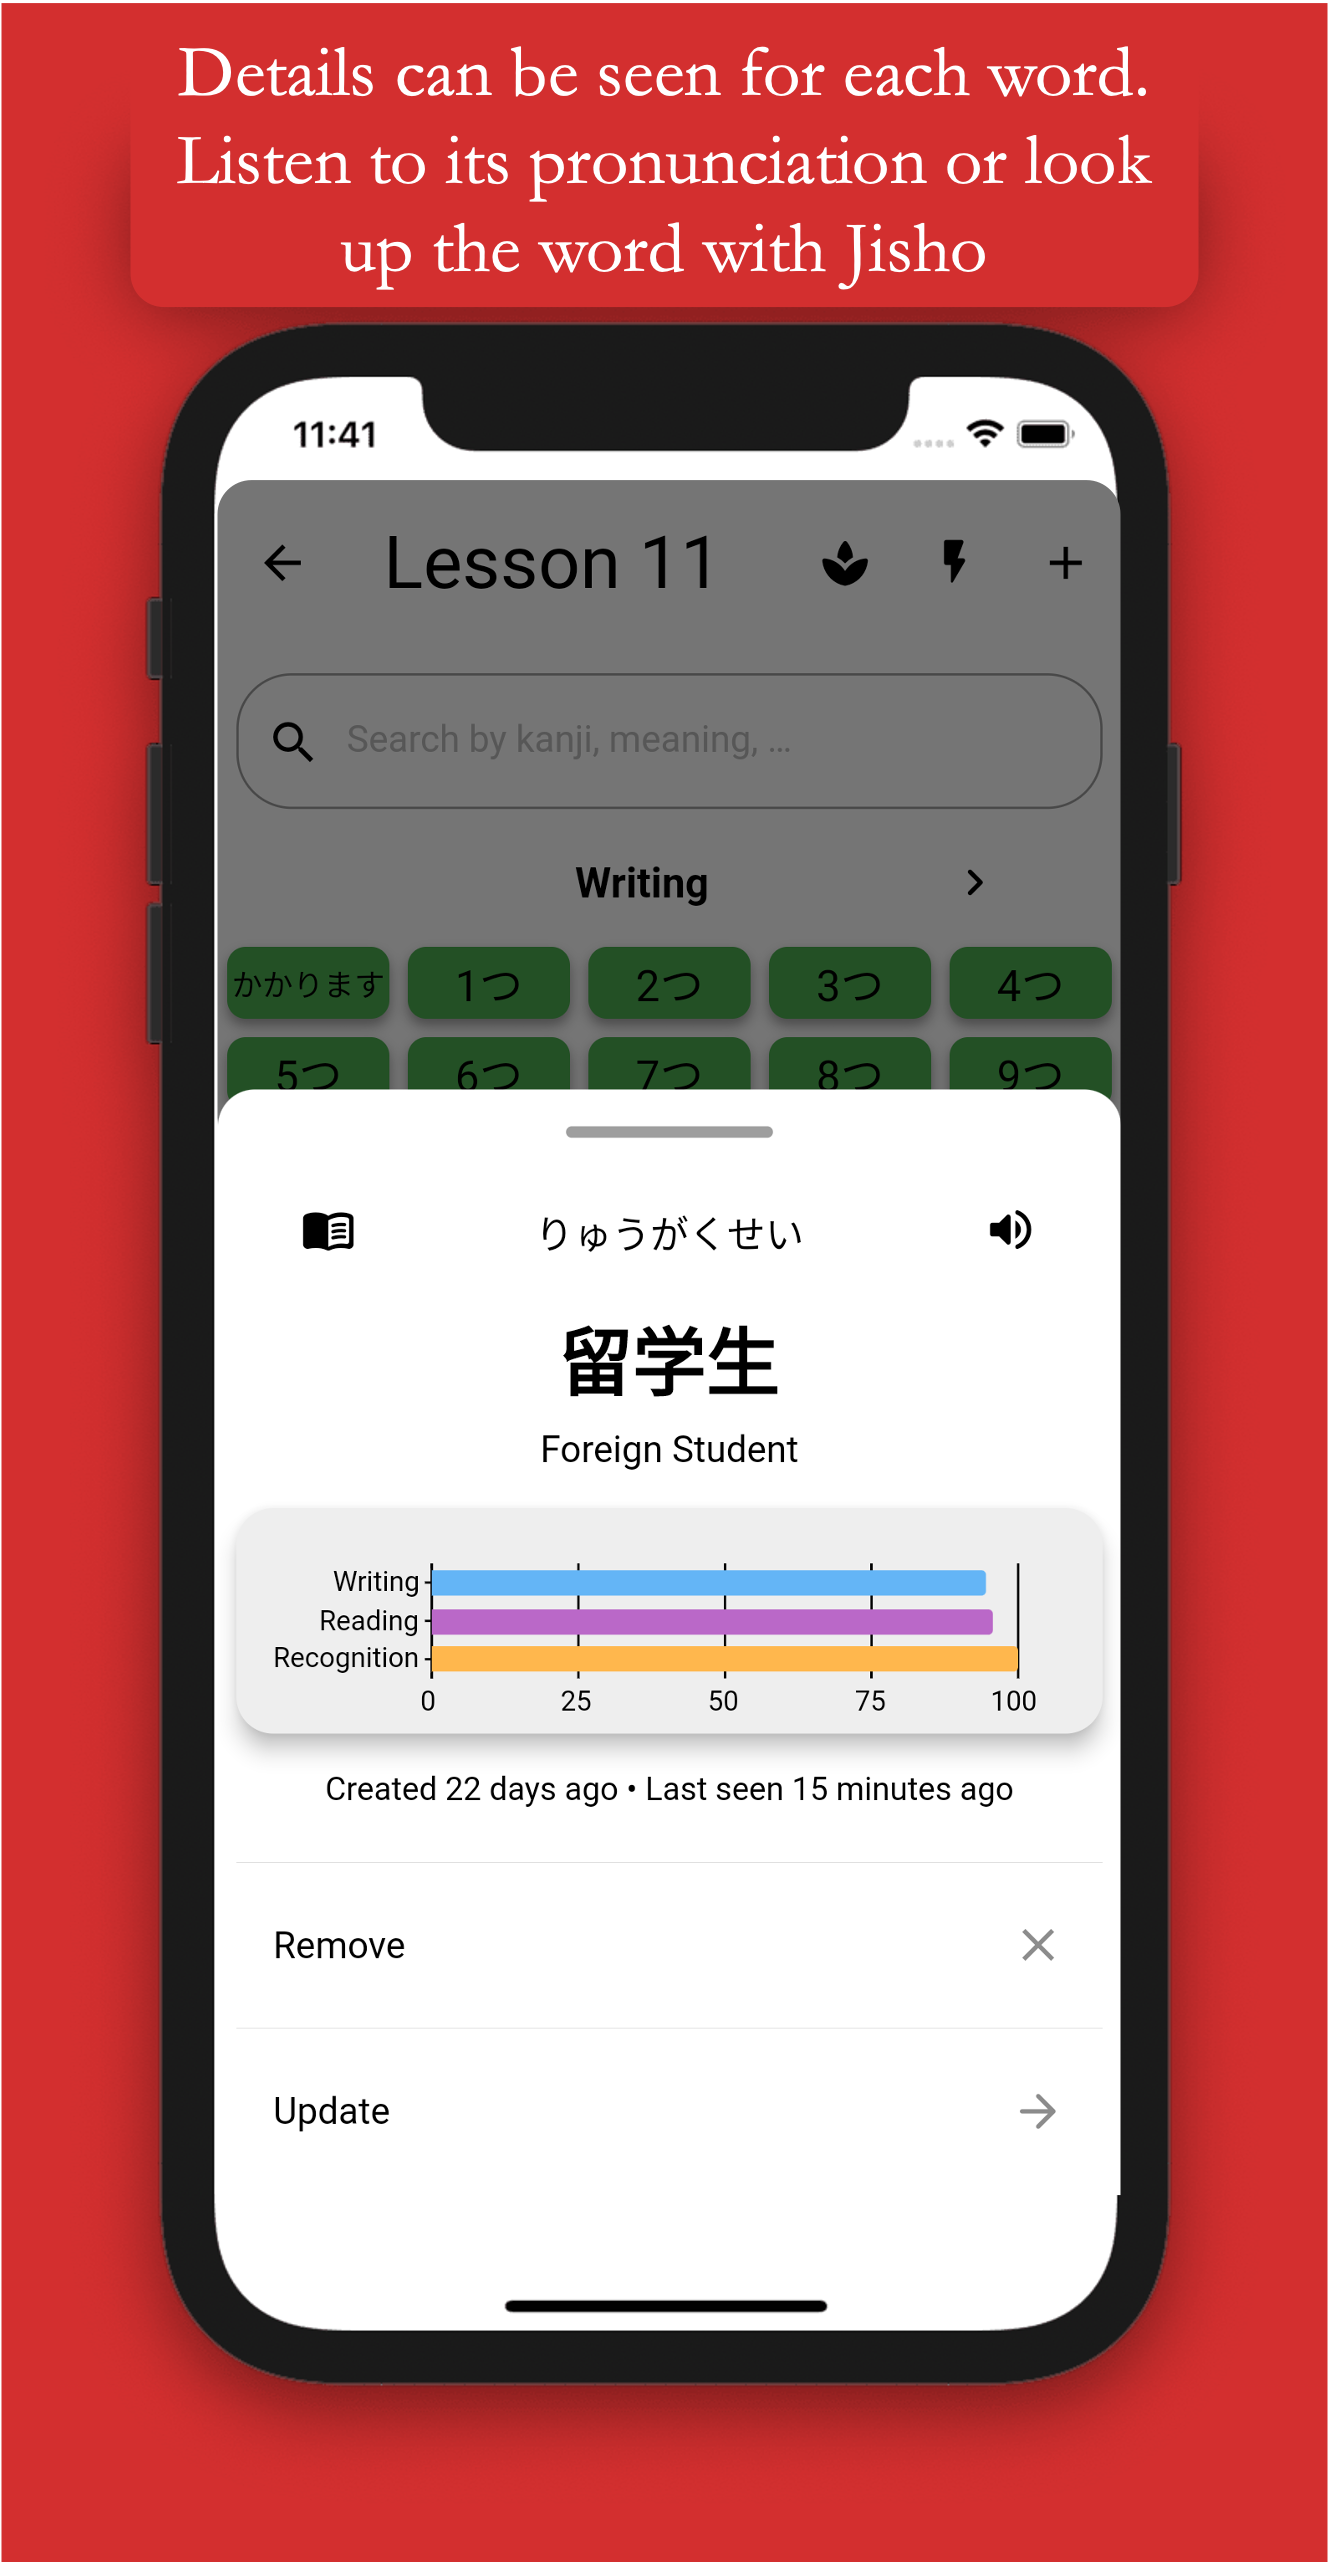 Details can be seen for each word.
Listen to its pronunciation or look
up the word with Jisho
11:41
Lesson 11
Search by kanji, meaning, ...
Writing
かかります 1つ 2つ 3つ 4つ
5つ 6つ 7つ 8つ 9つ
りゅうがくせい
留学生
Foreign Student
Writing
Reading
Recognition
0 25 50 75 100
Created 22 days ago • Last seen 15 minutes ago
Remove
Update